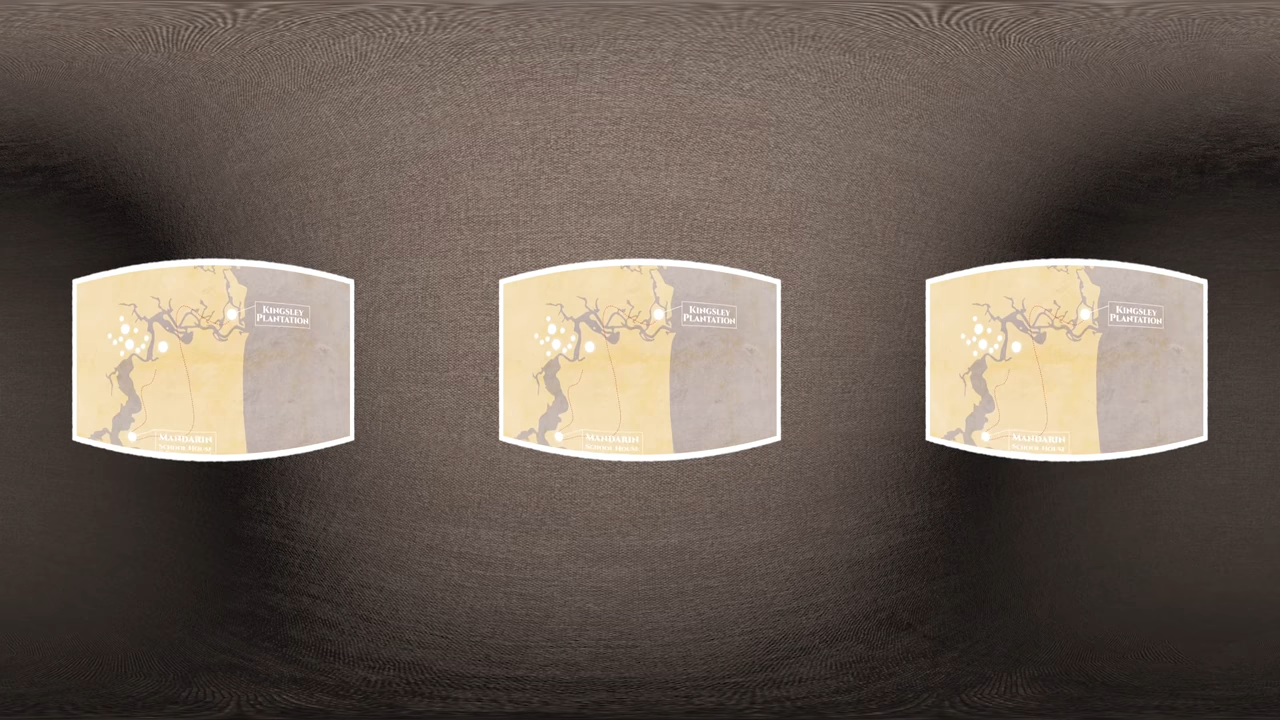 Kingsley
Plantation
Mandarin
School House
Kingsley
Plantation
Mandarin
School House
Kingsley
Plantation
Mandarin
School House